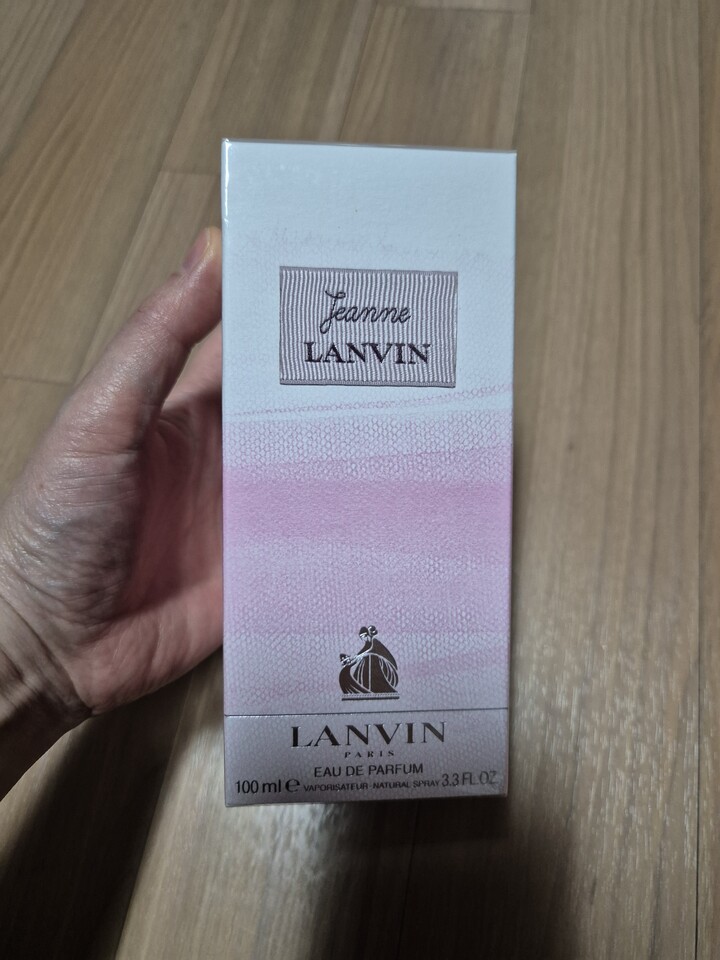 Jeanne
LANVIN
LANVIN
PARIS
EAU DE PARFUM
100 ml e VAPORISATEUR · NATURAL SPRAY 3.3 FL.OZ